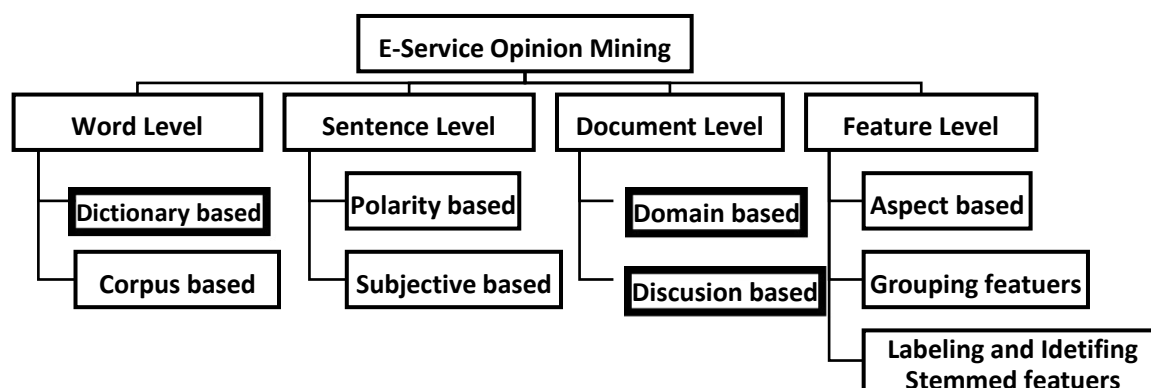 E-Service Opinion Mining
Word Level
Sentence Level
Document Level
Feature Level
Dictionary based
Polarity based
Domain based
Aspect based
Corpus based
Subjective based
Discusion based
Grouping featuers
Labeling and Idetifing
Stemmed featuers